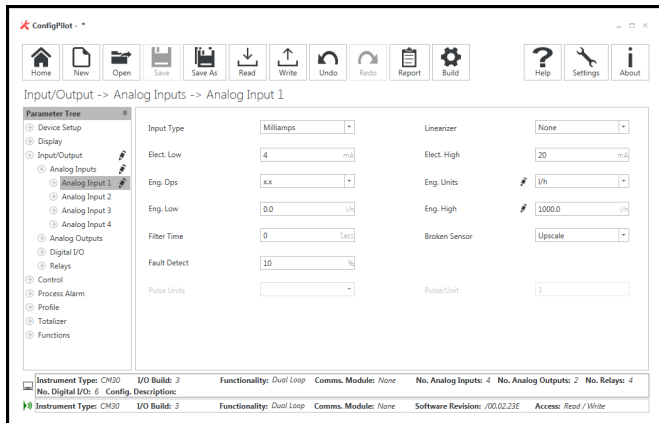 ConfigPilot - *
Home New Open Save Save As Read Write Undo Redo Report Build Help Settings About
Input/Output -> Analog Inputs -> Analog Input 1
Parameter Tree
Device Setup
Display
Input/Output
Analog Inputs
Analog Input 1
Analog Input 2
Analog Input 3
Analog Input 4
Analog Outputs
Digital I/O
Relays
Control
Process Alarm
Profile
Totalizer
Functions
Input Type Milliamps Linearizer None
Elect. Low 4 mA Elect. High 20 mA
Eng. Dps x.x Eng. Units l/h
Eng. Low 0.0 l/h Eng. High 1000.0 l/h
Filter Time 0 Secs Broken Sensor Upscale
Fault Detect 10 %
Pulse Units Pulse/Unit 1
Instrument Type: CM30 I/O Build: 3 Functionality: Dual Loop Comms. Module: None No. Analog Inputs: 4 No. Analog Outputs: 2 No. Relays: 4
No. Digital I/O: 6 Config. Description:
Instrument Type: CM30 I/O Build: 3 Functionality: Dual Loop Comms. Module: None Software Revision: /00.02.23E Access: Read / Write